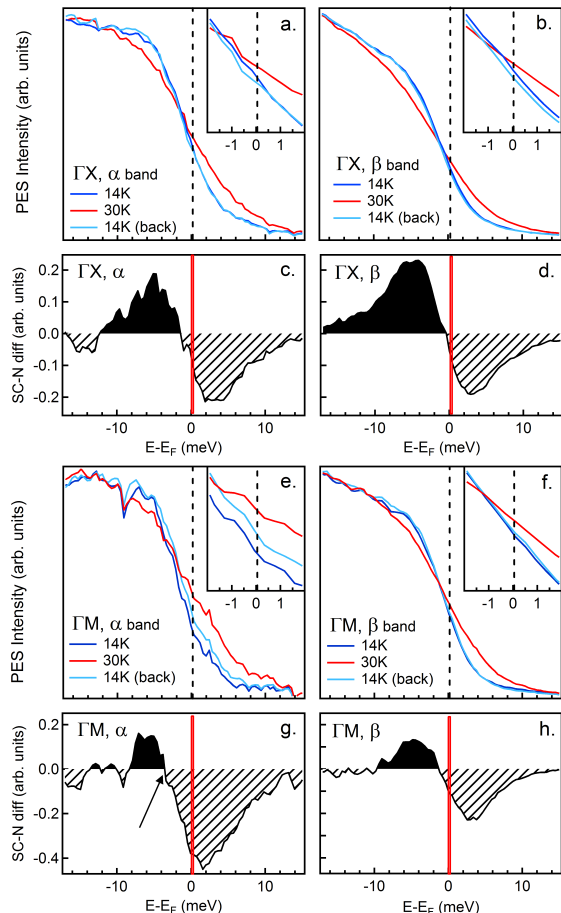 a.
PES Intensity (arb. units)
-1 0 1
ΓX, α band
14K
30K
14K (back)
b.
-1 0 1
ΓX, β band
14K
30K
14K (back)
ΓX, α
c.
SC-N diff (arb. units)
0.2
0.1
0.0
-0.1
-0.2
-10 0 10
E-EF (meV)
ΓX, β
d.
-10 0 10
E-EF (meV)
e.
PES Intensity (arb. units)
-1 0 1
ΓM, α band
14K
30K
14K (back)
f.
-1 0 1
ΓM, β band
14K
30K
14K (back)
ΓM, α
g.
SC-N diff (arb. units)
0.2
0.0
-0.2
-0.4
-10 0 10
E-EF (meV)
ΓM, β
h.
-10 0 10
E-EF (meV)